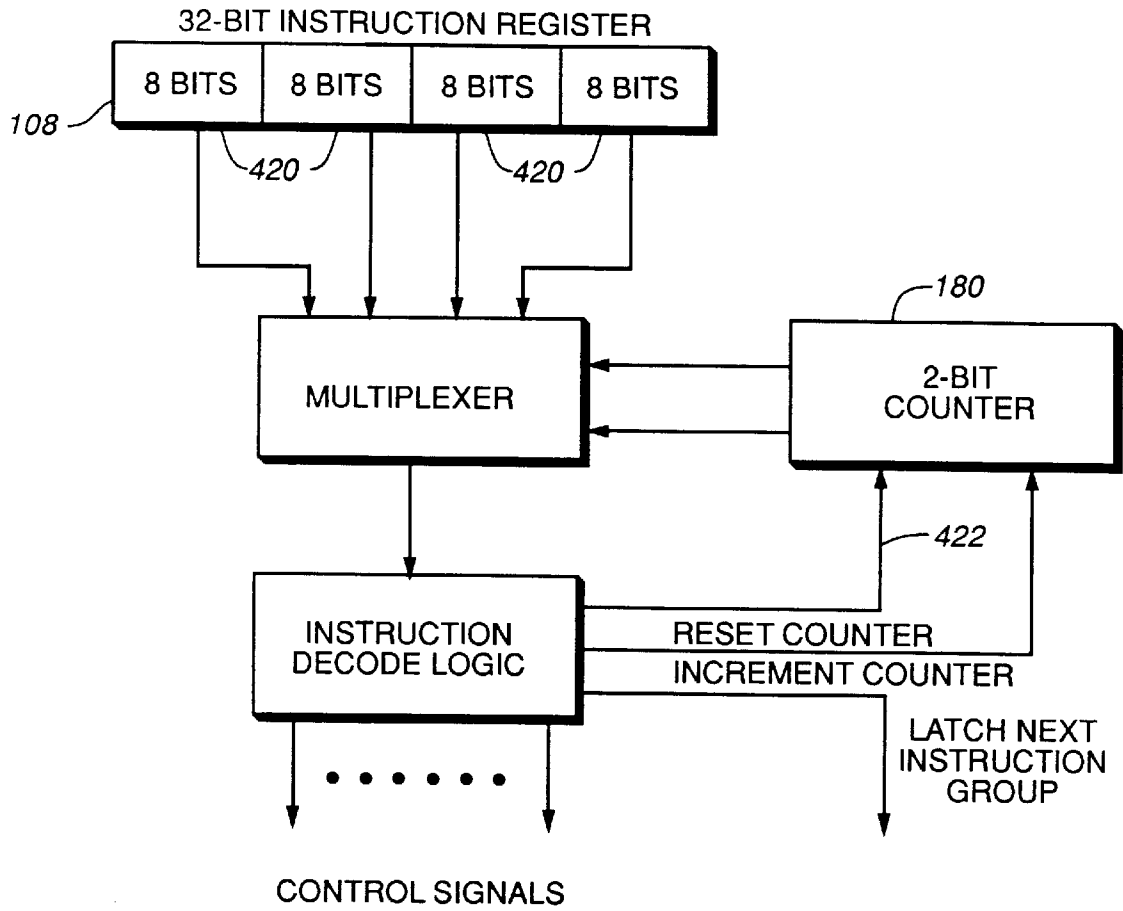 32-BIT INSTRUCTION REGISTER
8 BITS 8 BITS 8 BITS 8 BITS
108
420 420
180
MULTIPLEXER
2-BIT
COUNTER
422
INSTRUCTION
DECODE LOGIC
RESET COUNTER
INCREMENT COUNTER
LATCH NEXT
INSTRUCTION
GROUP
CONTROL SIGNALS